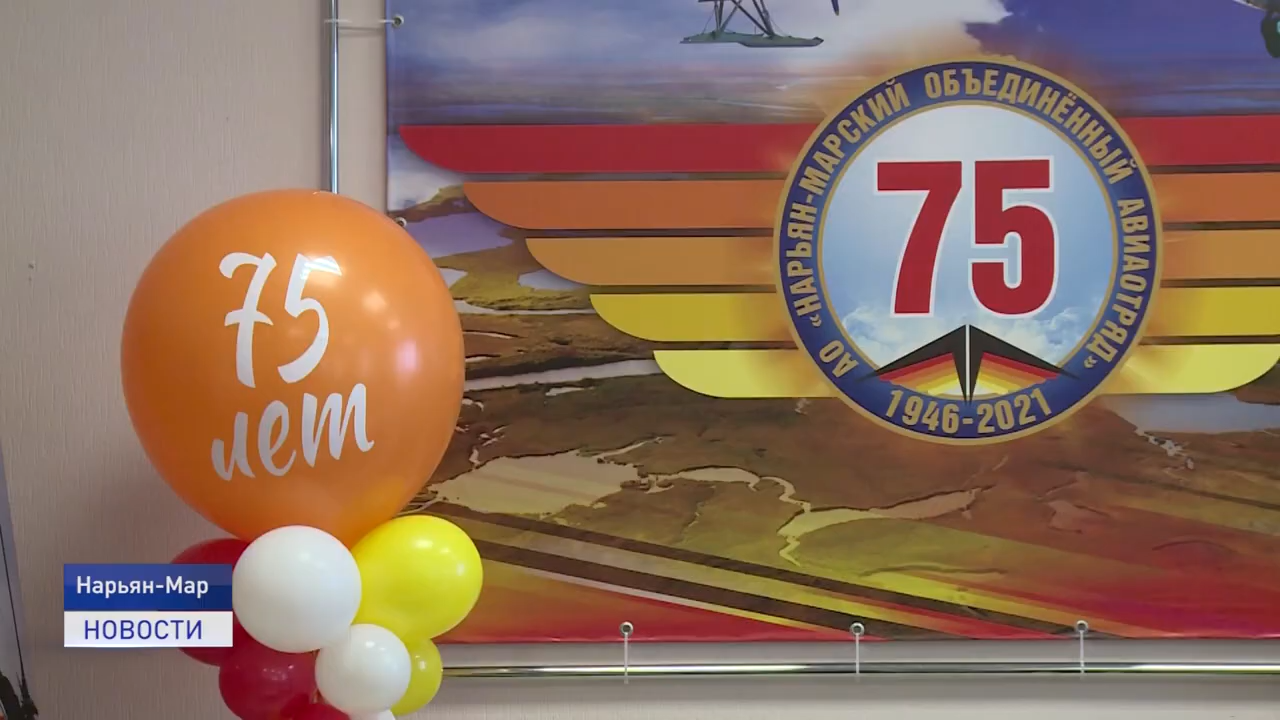 АО «НАРЬЯН-МАРСКИЙ ОБЪЕДИНЁННЫЙ АВИАОТРЯД»
75
1946-2021
75
лет
Нарьян-Мар
НОВОСТИ